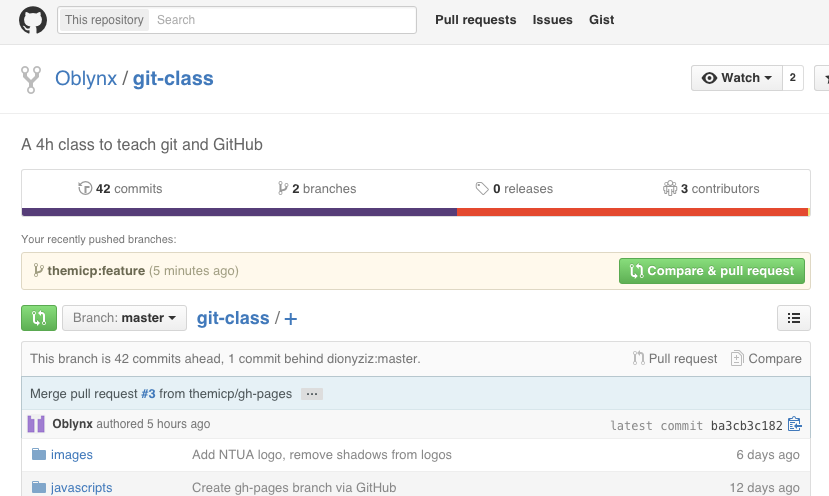 This repository Search Pull requests Issues Gist
Oblynx / git-class Watch 2
A 4h class to teach git and GitHub
42 commits 2 branches 0 releases 3 contributors
Your recently pushed branches:
themicp:feature (5 minutes ago) Compare & pull request
Branch: master git-class / +
This branch is 42 commits ahead, 1 commit behind dionyziz:master. Pull request Compare
Merge pull request #3 from themicp/gh-pages ...
Oblynx authored 5 hours ago latest commit ba3cb3c182
images Add NTUA logo, remove shadows from logos 6 days ago
javascripts Create gh-pages branch via GitHub 12 days ago